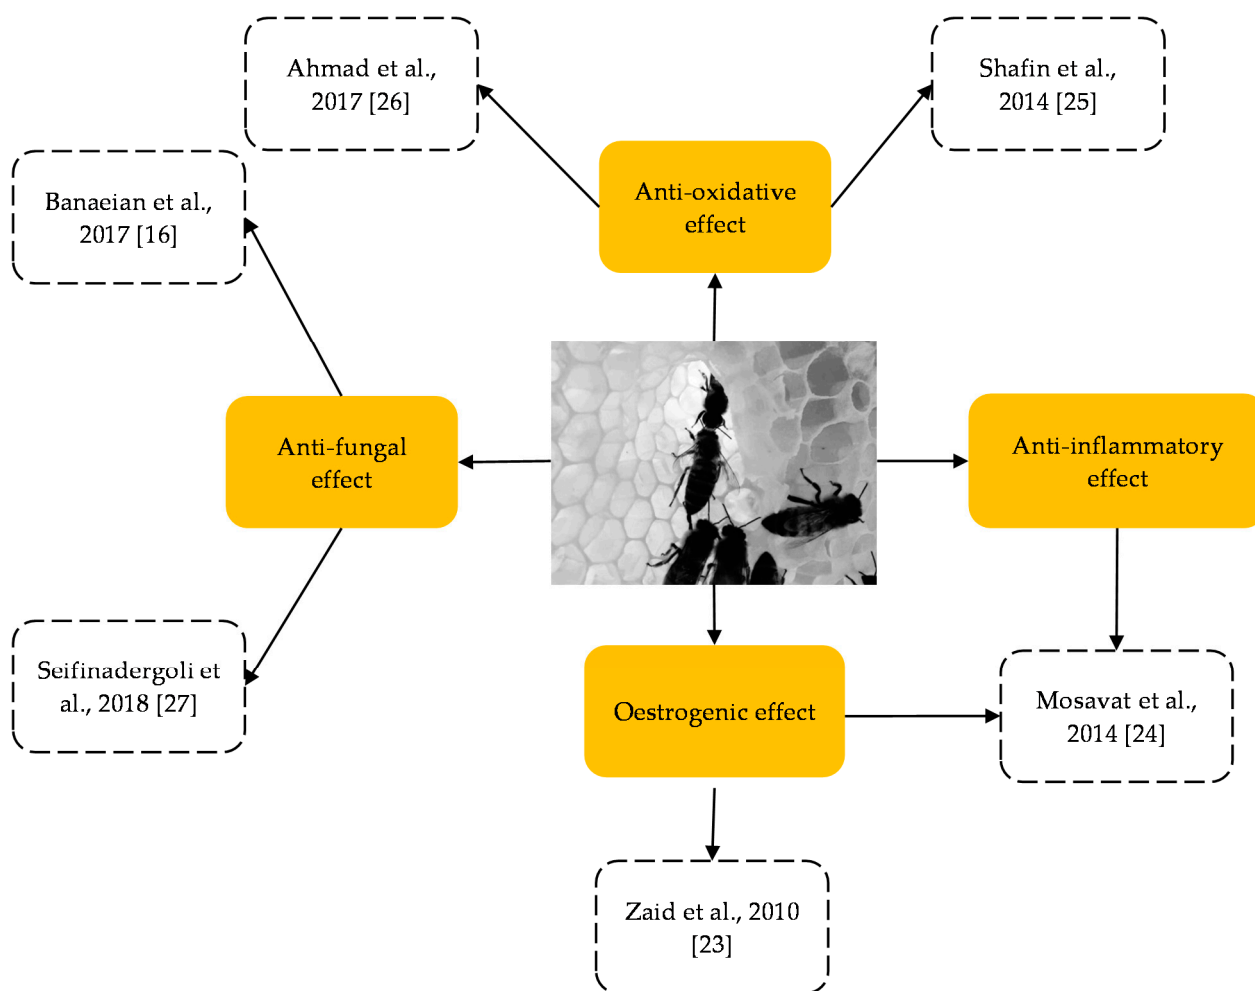 Ahmad et al.,
2017 [26]
Shafin et al.,
2014 [25]
Banaeian et al.,
2017 [16]
Anti-oxidative
effect
Anti-fungal
effect
Anti-inflammatory
effect
Seifinadergoli et
al., 2018 [27]
Oestrogenic effect
Mosavat et al.,
2014 [24]
Zaid et al., 2010
[23]